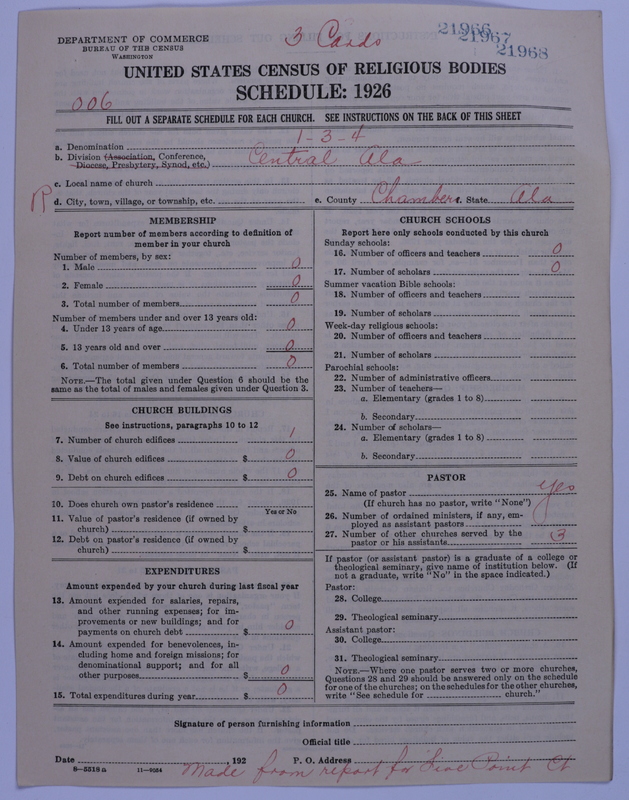 DEPARTMENT OF COMMERCE
BUREAU OF THE CENSUS
WASHINGTON
3 Cards
21966
21967
21968
UNITED STATES CENSUS OF RELIGIOUS BODIES
SCHEDULE: 1926
006
FILL OUT A SEPARATE SCHEDULE FOR EACH CHURCH. SEE INSTRUCTIONS ON THE BACK OF THIS SHEET
a. Denomination 1-3-4
b. Division (Association, Conference, Diocese, Presbytery, Synod, etc.) Central Ala
c. Local name of church
d. City, town, village, or township, etc. e. County Chambers f. State Ala
R
MEMBERSHIP
Report number of members according to definition of
member in your church
Number of members, by sex:
1. Male 0
2. Female 0
3. Total number of members 0
Number of members under and over 13 years old:
4. Under 13 years of age 0
5. 13 years old and over 0
6. Total number of members 0
NOTE.—The total given under Question 6 should be the
same as the total of males and females given under Question 3.
CHURCH BUILDINGS
See instructions, paragraphs 10 to 12
7. Number of church edifices 1
8. Value of church edifices $ 0
9. Debt on church edifices $ 0
10. Does church own pastor's residence
Yes or No
11. Value of pastor's residence (if owned by
church) $
12. Debt on pastor's residence (if owned by
church) $
EXPENDITURES
Amount expended by your church during last fiscal year
13. Amount expended for salaries, repairs,
and other running expenses; for im-
provements or new buildings; and for
payments on church debt $ 0
14. Amount expended for benevolences, in-
cluding home and foreign missions; for
denominational support; and for all
other purposes $ 0
15. Total expenditures during year $ 0
CHURCH SCHOOLS
Report here only schools conducted by this church
Sunday schools:
16. Number of officers and teachers 0
17. Number of scholars 0
Summer vacation Bible schools:
18. Number of officers and teachers
19. Number of scholars
Week-day religious schools:
20. Number of officers and teachers
21. Number of scholars
Parochial schools:
22. Number of administrative officers
23. Number of teachers—
a. Elementary (grades 1 to 8)
b. Secondary
24. Number of scholars—
a. Elementary (grades 1 to 8)
b. Secondary
PASTOR
25. Name of pastor yes
(If church has no pastor, write "None")
26. Number of ordained ministers, if any, em-
ployed as assistant pastors
27. Number of other churches served by the
pastor or his assistants 3
If pastor (or assistant pastor) is a graduate of a college or
theological seminary, give name of institution below. (If
not a graduate, write "No" in the space indicated.)
Pastor:
28. College
29. Theological seminary
Assistant pastor:
30. College
31. Theological seminary
NOTE.—Where one pastor serves two or more churches,
Questions 28 and 29 should be answered only on the schedule
for one of the churches; on the schedules for the other churches,
write "See schedule for church."
Signature of person furnishing information
Official title
Date , 192 P. O. Address
8—5518 a 11—9024
Made from report for Five Point Ct